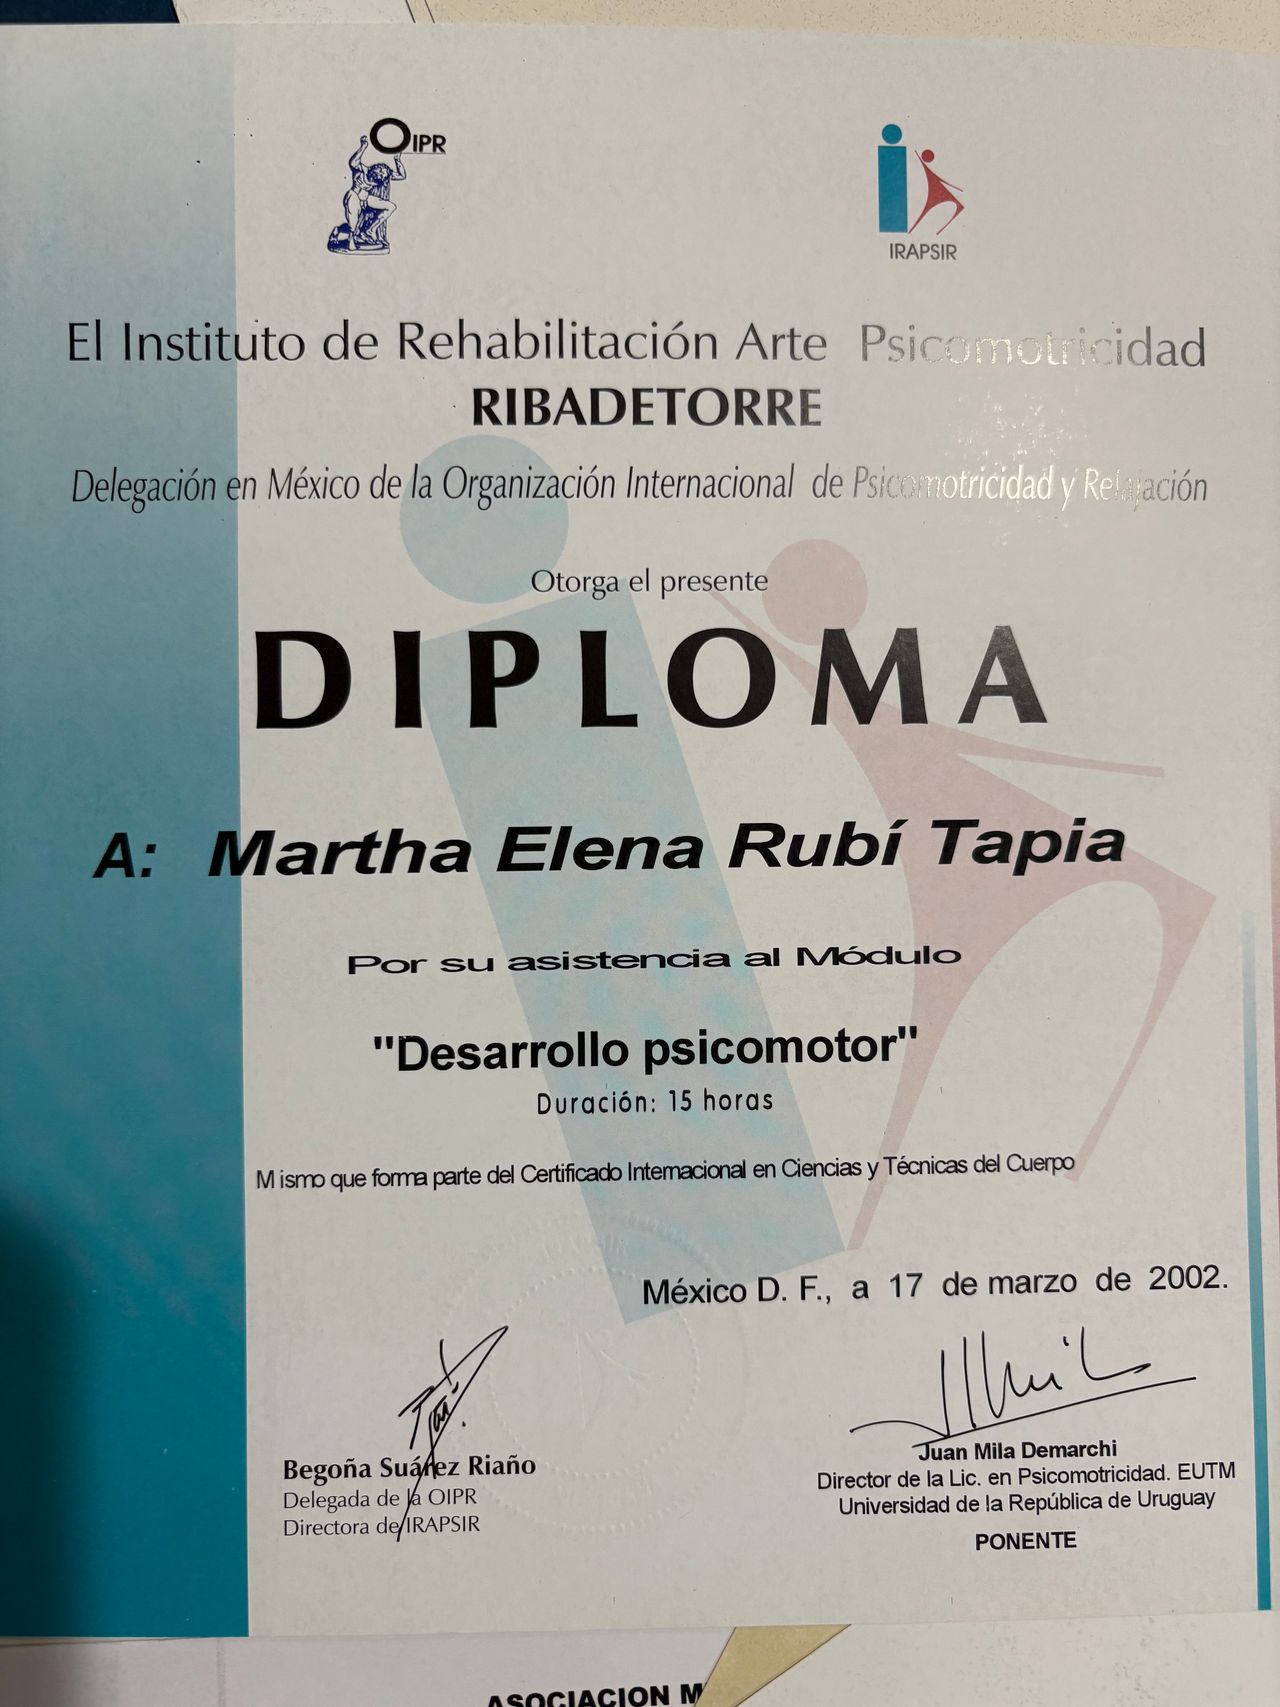 OIPR
IRAPSIR
El Instituto de Rehabilitación Arte Psicomotricidad
RIBADETORRE
Delegación en México de la Organización Internacional de Psicomotricidad y Relajación
Otorga el presente
DIPLOMA
A: Martha Elena Rubí Tapia
Por su asistencia al Módulo
"Desarrollo psicomotor"
Duración: 15 horas
Mismo que forma parte del Certificado Internacional en Ciencias y Técnicas del Cuerpo
México D. F., a 17 de marzo de 2002.
Begoña Suárez Riaño
Delegada de la OIPR
Directora de IRAPSIR
Juan Mila Demarchi
Director de la Lic. en Psicomotricidad. EUTM
Universidad de la República de Uruguay
PONENTE
ASOCIACION M